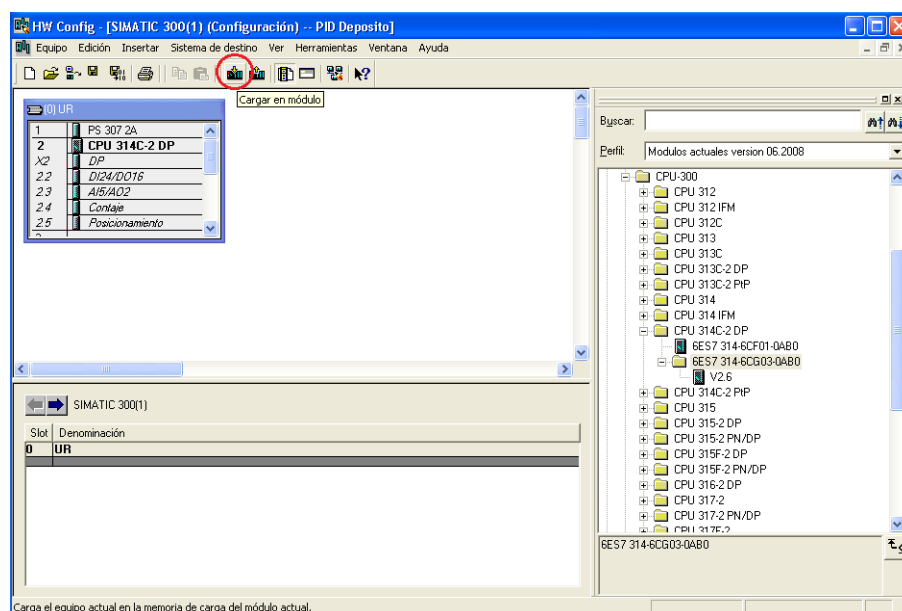 HW Config - [SIMATIC 300(1) (Configuración) -- PID Deposito]
Equipo Edición Insertar Sistema de destino Ver Herramientas Ventana Ayuda
Cargar en módulo
(0) UR
1 PS 307 2A
2 CPU 314C-2 DP
X2 DP
2.2 DI24/DO16
2.3 AI5/AO2
2.4 Contaje
2.5 Posicionamiento
Buscar:
Perfil: Modulos actuales version 06.2008
CPU-300
CPU 312
CPU 312 IFM
CPU 312C
CPU 313
CPU 313C
CPU 313C-2 DP
CPU 313C-2 PtP
CPU 314
CPU 314 IFM
CPU 314C-2 DP
6ES7 314-6CF01-0AB0
6ES7 314-6CG03-0AB0
V2.6
CPU 314C-2 PtP
CPU 315
CPU 315-2 DP
CPU 315-2 PN/DP
CPU 315F-2 DP
CPU 315F-2 PN/DP
CPU 316-2 DP
CPU 317-2
CPU 317-2 PN/DP
CPU 317F-2
6ES7 314-6CG03-0AB0
SIMATIC 300(1)
Slot Denominación
0 UR
Carga el equipo actual en la memoria de carga del módulo actual.